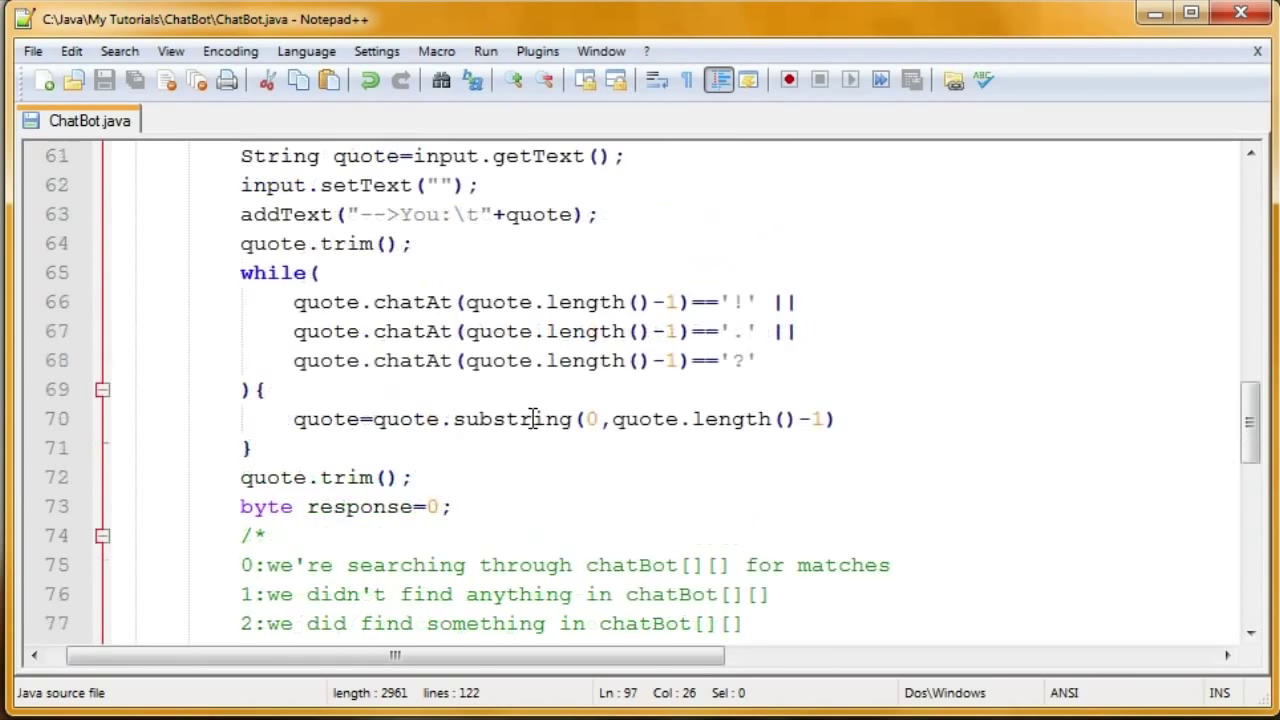 C:\Java\My Tutorials\ChatBot\ChatBot.java - Notepad++
File Edit Search View Encoding Language Settings Macro Run Plugins Window ? X
ChatBot.java
61 String quote=input.getText();
62 input.setText("");
63 addText("-->You:\t"+quote);
64 quote.trim();
65 while(
66 quote.chatAt(quote.length()-1)=='!' ||
67 quote.chatAt(quote.length()-1)=='.' ||
68 quote.chatAt(quote.length()-1)=='?'
69 ){
70 quote=quote.substring(0,quote.length()-1)
71 }
72 quote.trim();
73 byte response=0;
74 /*
75 0:we're searching through chatBot[][] for matches
76 1:we didn't find anything in chatBot[][]
77 2:we did find something in chatBot[][]
Java source file length : 2961 lines : 122 Ln : 97 Col : 26 Sel : 0 Dos\Windows ANSI INS